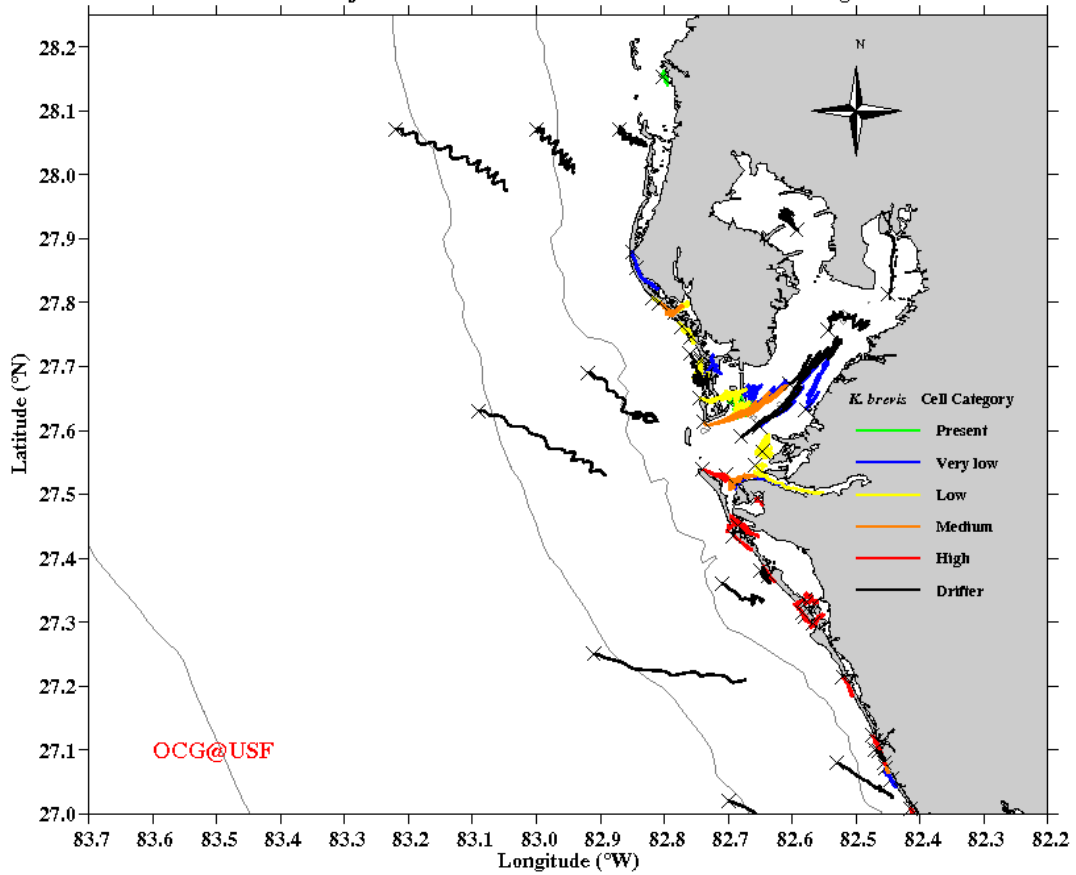 N
28.2
28.1
28.0
27.9
27.8
27.7
27.6
27.5
27.4
27.3
27.2
27.1
27.0
Latitude (°N)
K. brevis Cell Category
Present
Very low
Low
Medium
High
Drifter
OCG@USF
83.7 83.6 83.5 83.4 83.3 83.2 83.1 83.0 82.9 82.8 82.7 82.6 82.5 82.4 82.3 82.2
Longitude (°W)